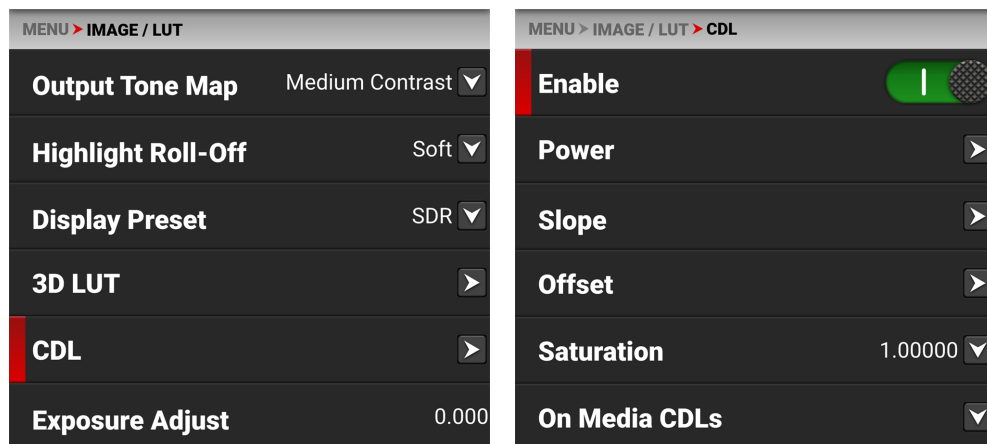 MENU > IMAGE / LUT
Output Tone Map Medium Contrast
Highlight Roll-Off Soft
Display Preset SDR
3D LUT
CDL
Exposure Adjust 0.000
MENU > IMAGE / LUT > CDL
Enable
Power
Slope
Offset
Saturation 1.00000
On Media CDLs